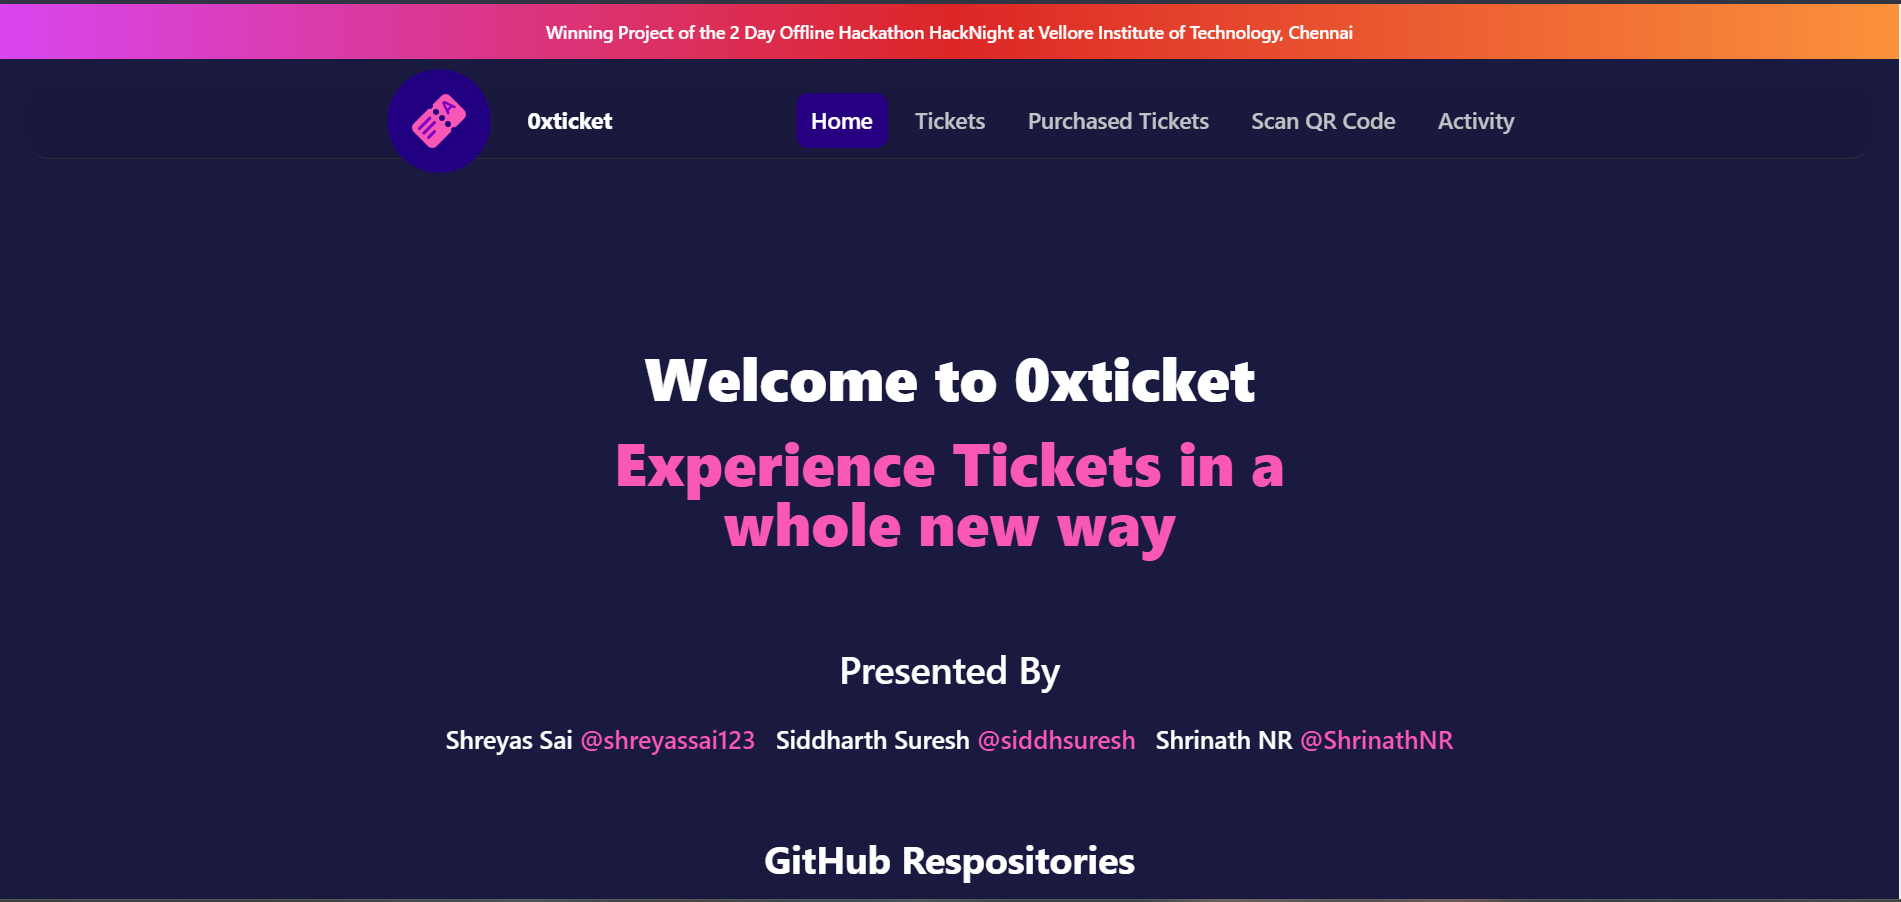 Winning Project of the 2 Day Offline Hackathon HackNight at Vellore Institute of Technology, Chennai
A
0xticket Home Tickets Purchased Tickets Scan QR Code Activity
Welcome to 0xticket
Experience Tickets in a
whole new way
Presented By
Shreyas Sai @shreyassai123 Siddharth Suresh @siddhsuresh Shrinath NR @ShrinathNR
GitHub Respositories